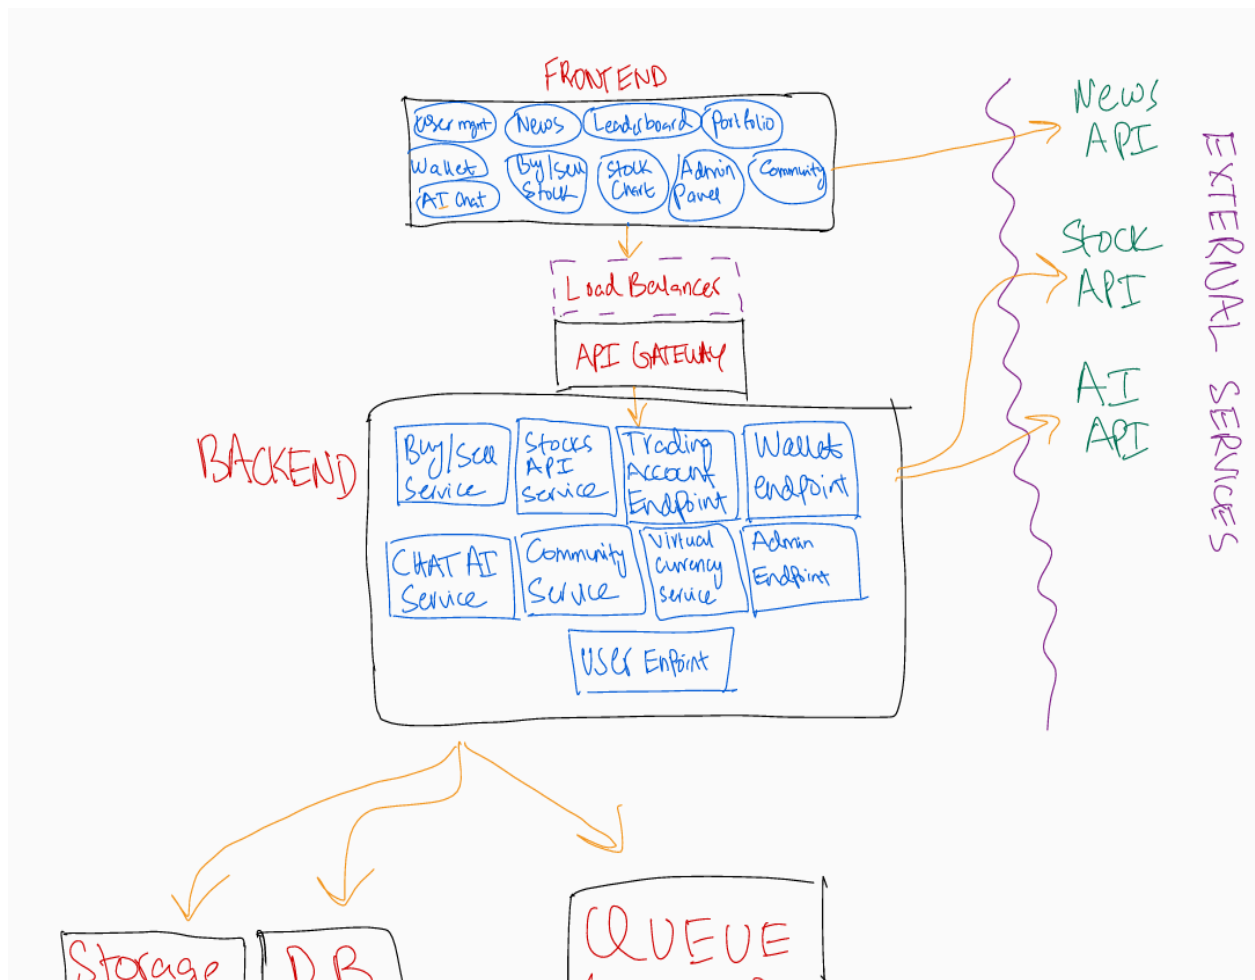 FRONTEND
User mgmt
News
Leaderboard
Portfolio
Wallet
Buy/Sell
Stock
Stock
Chart
Admin
Panel
Community
AI Chat
Load Balancer
API GATEWAY
BACKEND
Buy/Sell
Service
Stocks
API
Service
Trading
Account
Endpoint
Wallet
endpoint
CHAT AI
Service
Community
Service
Virtual
currency
service
Admin
Endpoint
User EnPoint
News
API
Stock
API
AI
API
EXTERNAL SERVICES
Storage
DB
QUEUE